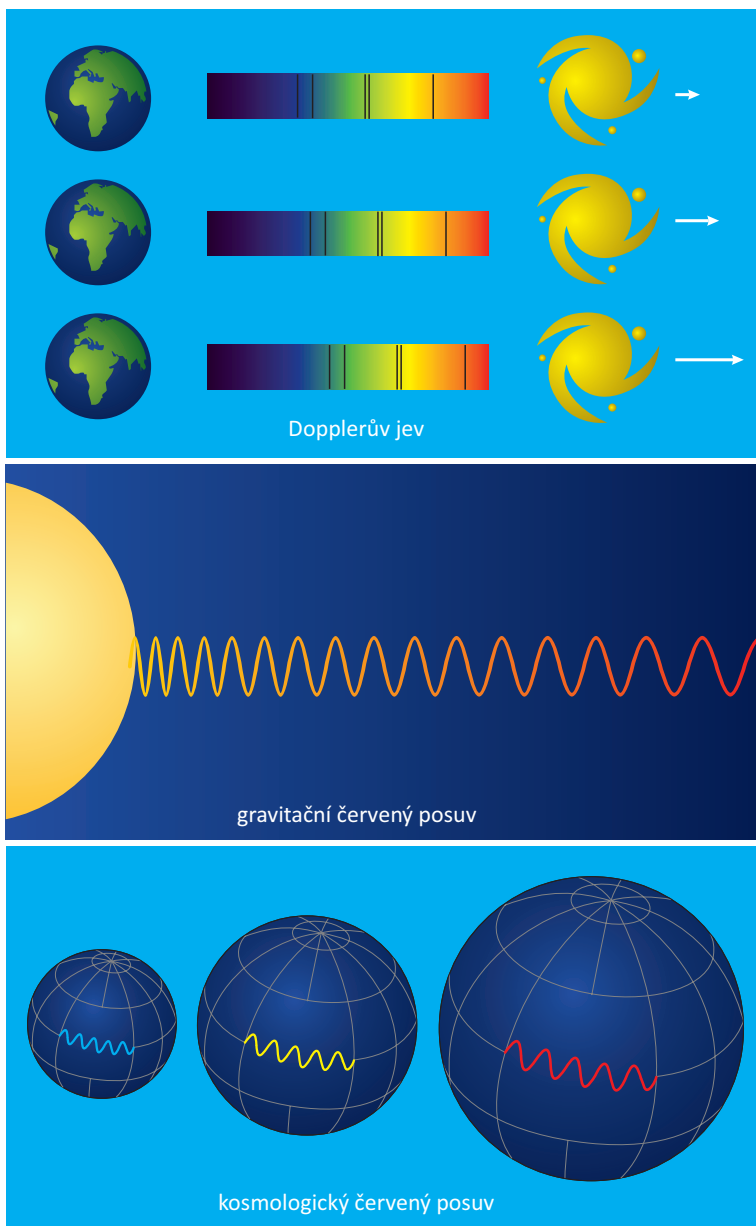 Dopplerův jev
gravitační červený posuv
kosmologický červený posuv